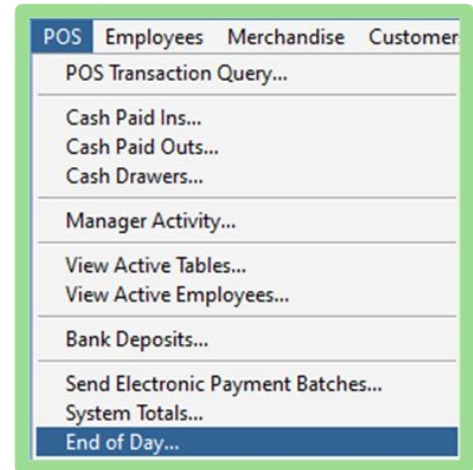 POS Employees Merchandise Customer
POS Transaction Query...
Cash Paid Ins...
Cash Paid Outs...
Cash Drawers...
Manager Activity...
View Active Tables...
View Active Employees...
Bank Deposits...
Send Electronic Payment Batches...
System Totals...
End of Day...